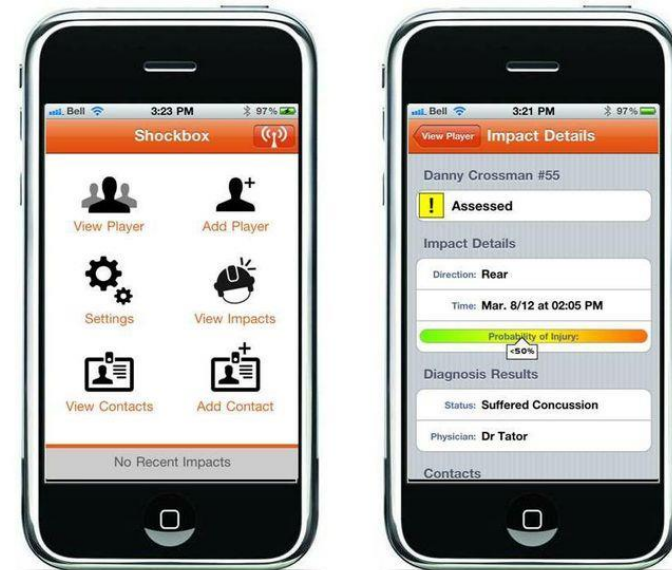 Bell 3:23 PM 97%
Shockbox
View Player Add Player
Settings View Impacts
View Contacts Add Contact
No Recent Impacts
Bell 3:21 PM 97%
View Player Impact Details
Danny Crossman #55
! Assessed
Impact Details
Direction: Rear
Time: Mar. 8/12 at 02:05 PM
Probability of Injury:
<50%
Diagnosis Results
Status: Suffered Concussion
Physician: Dr Tator
Contacts